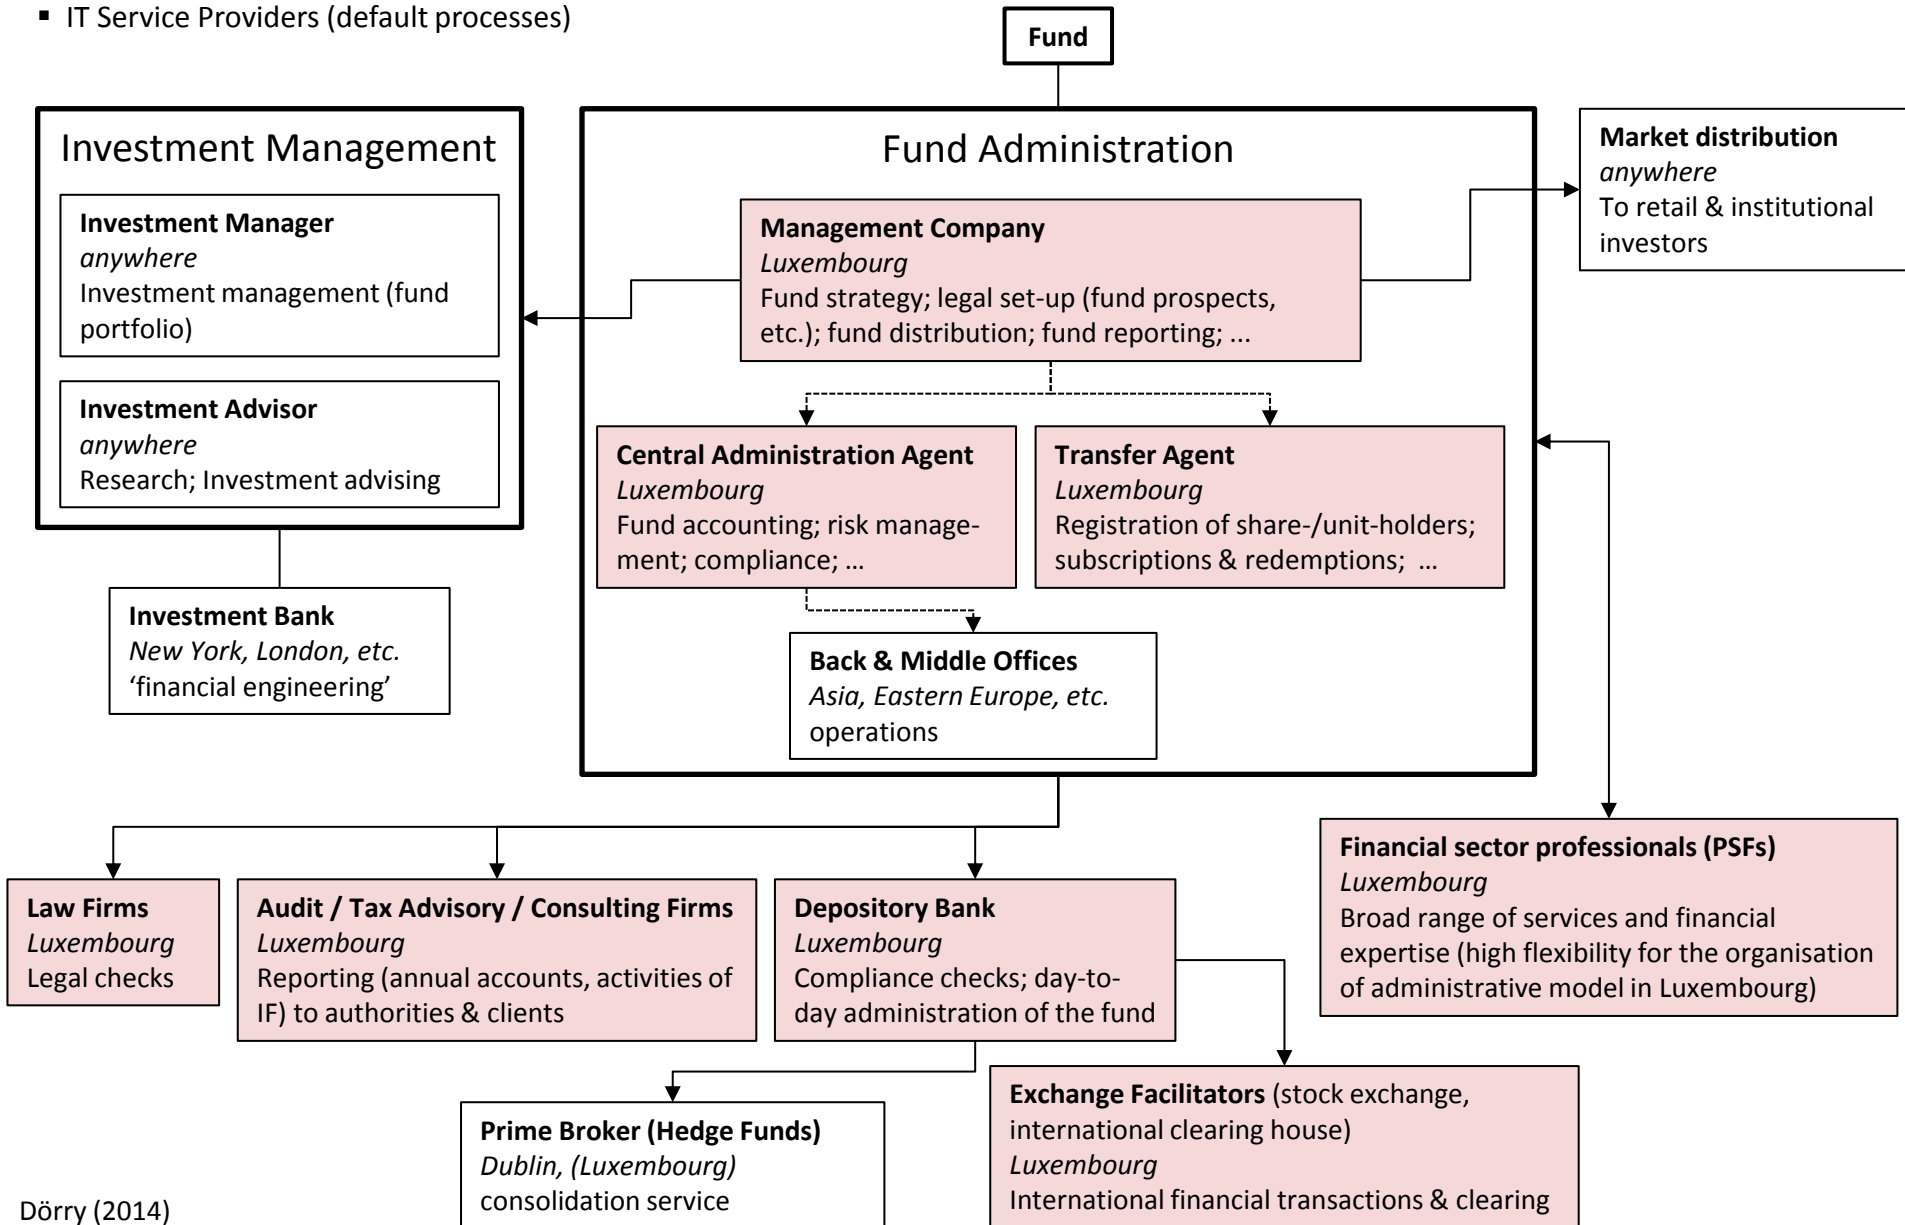 ▪ IT Service Providers (default processes)
Fund
Investment Management
Investment Manager
anywhere
Investment management (fund
portfolio)
Investment Advisor
anywhere
Research; Investment advising
Investment Bank
New York, London, etc.
‘financial engineering’
Fund Administration
Management Company
Luxembourg
Fund strategy; legal set-up (fund prospects,
etc.); fund distribution; fund reporting; ...
Central Administration Agent
Luxembourg
Fund accounting; risk manage-
ment; compliance; ...
Transfer Agent
Luxembourg
Registration of share-/unit-holders;
subscriptions & redemptions; ...
Back & Middle Offices
Asia, Eastern Europe, etc.
operations
Market distribution
anywhere
To retail & institutional
investors
Law Firms
Luxembourg
Legal checks
Audit / Tax Advisory / Consulting Firms
Luxembourg
Reporting (annual accounts, activities of
IF) to authorities & clients
Depository Bank
Luxembourg
Compliance checks; day-to-
day administration of the fund
Financial sector professionals (PSFs)
Luxembourg
Broad range of services and financial
expertise (high flexibility for the organisation
of administrative model in Luxembourg)
Prime Broker (Hedge Funds)
Dublin, (Luxembourg)
consolidation service
Exchange Facilitators (stock exchange,
international clearing house)
Luxembourg
International financial transactions & clearing
Dörry (2014)